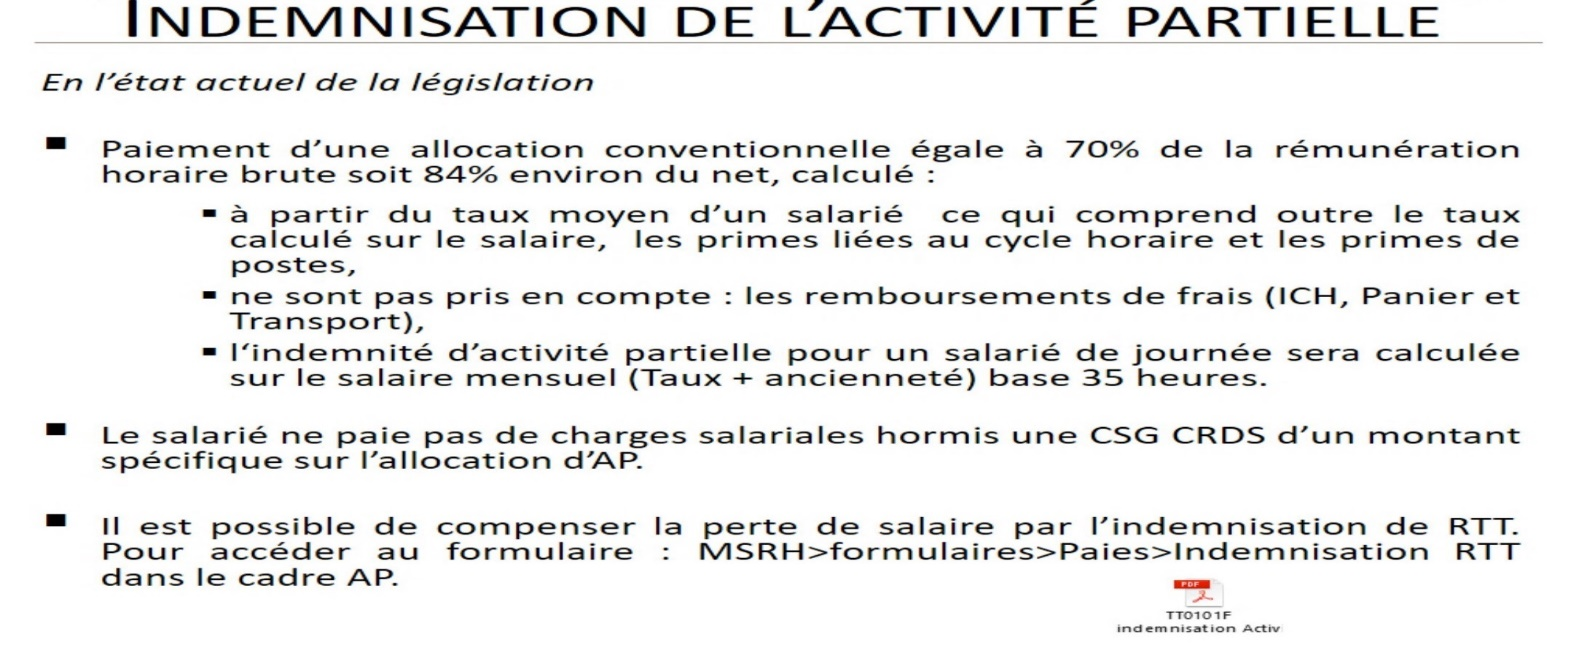 INDEMNISATION DE L'ACTIVITÉ PARTIELLE
En l'état actuel de la législation
▪ Paiement d'une allocation conventionnelle égale à 70% de la rémunération
horaire brute soit 84% environ du net, calculé :
▪ à partir du taux moyen d'un salarié ce qui comprend outre le taux
calculé sur le salaire, les primes liées au cycle horaire et les primes de
postes,
▪ ne sont pas pris en compte : les remboursements de frais (ICH, Panier et
Transport),
▪ l‘indemnité d'activité partielle pour un salarié de journée sera calculée
sur le salaire mensuel (Taux + ancienneté) base 35 heures.
▪ Le salarié ne paie pas de charges salariales hormis une CSG CRDS d'un montant
spécifique sur l'allocation d'AP.
▪ Il est possible de compenser la perte de salaire par l'indemnisation de RTT.
Pour accéder au formulaire : MSRH>formulaires>Paies>Indemnisation RTT
dans le cadre AP.
PDF
TT0101F
indemnisation Activ